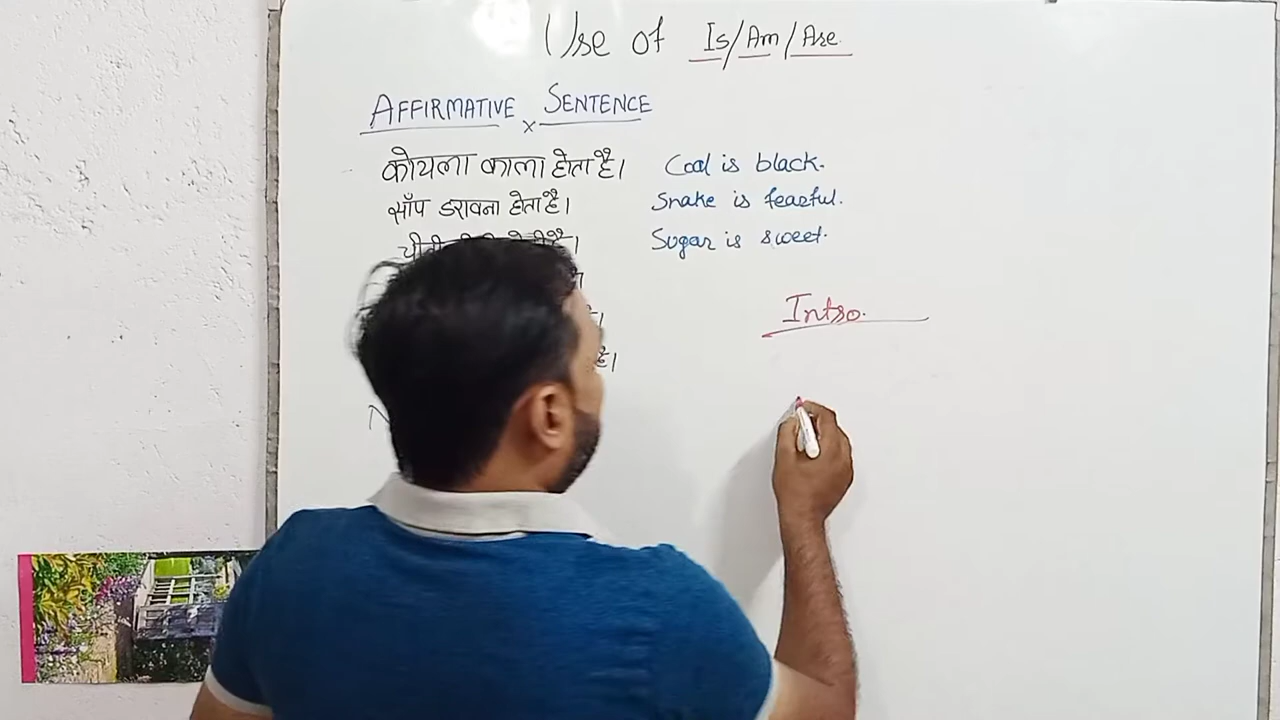 Use of Is/Am/Are.
AFFIRMATIVE SENTENCE
कोयला काला होता है। Coal is black.
साँप डरावना होता है। Snake is fearful.
Sugar is sweet.
Intro.
है।